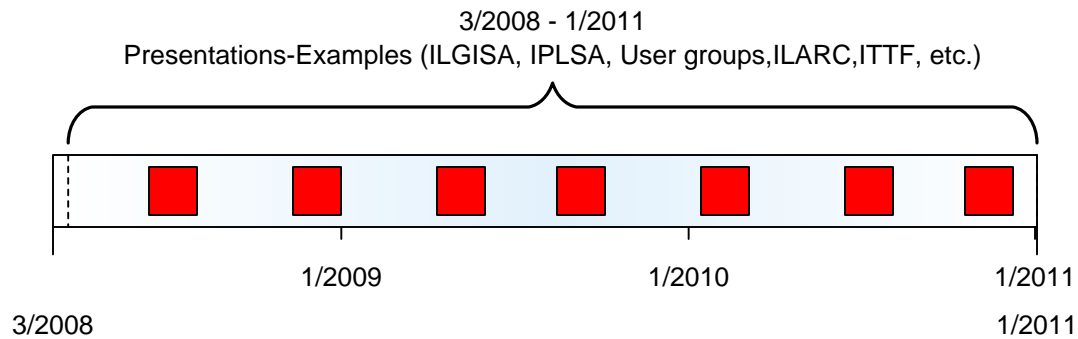 3/2008 - 1/2011
Presentations-Examples (ILGISA, IPLSA, User groups,ILARC,ITTF, etc.)
1/2009
1/2010
1/2011
3/2008
1/2011